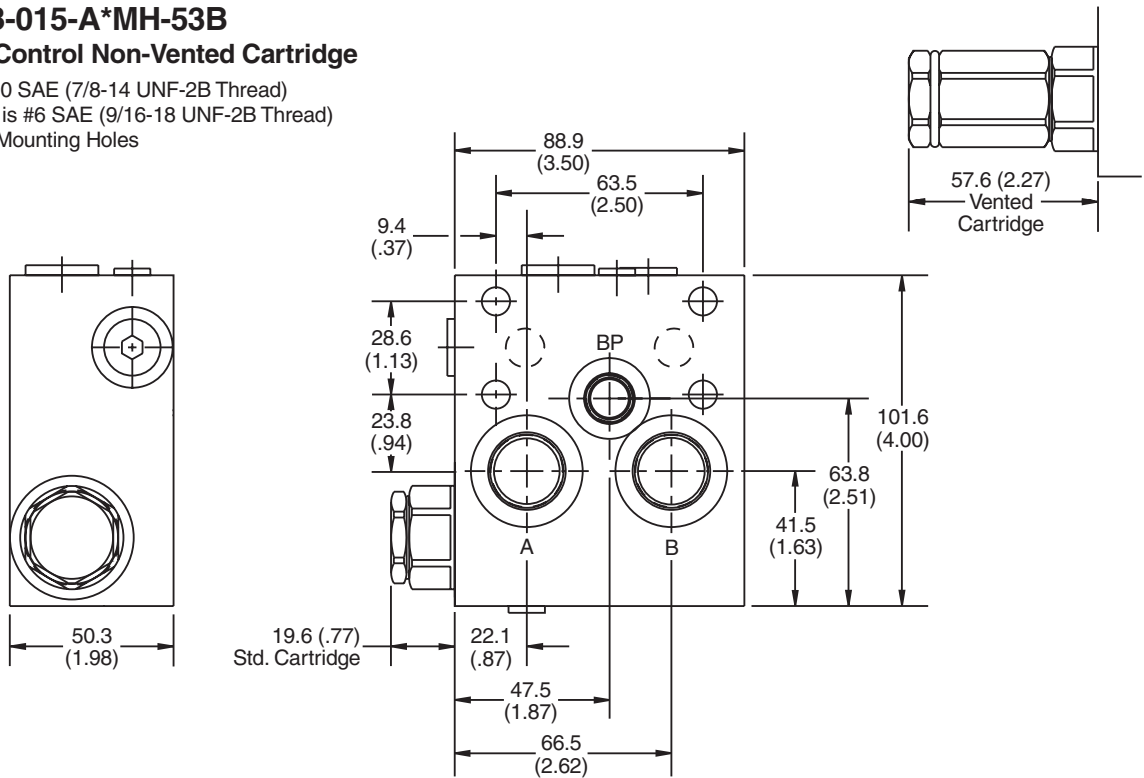 -015-A*MH-53B
Control Non-Vented Cartridge
0 SAE (7/8-14 UNF-2B Thread)
is #6 SAE (9/16-18 UNF-2B Thread)
Mounting Holes
88.9
(3.50)
63.5
(2.50)
9.4
(.37)
57.6 (2.27)
Vented
Cartridge
28.6
(1.13)
BP
23.8
(.94)
101.6
(4.00)
63.8
(2.51)
41.5
(1.63)
A
B
50.3
(1.98)
19.6 (.77)
Std. Cartridge
22.1
(.87)
47.5
(1.87)
66.5
(2.62)